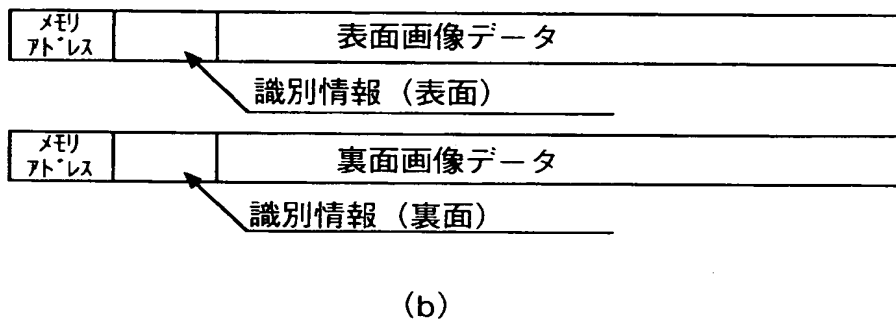 メモリ
アドレス
表面画像データ
識別情報(表面)
メモリ
アドレス
裏面画像データ
識別情報(裏面)
(b)